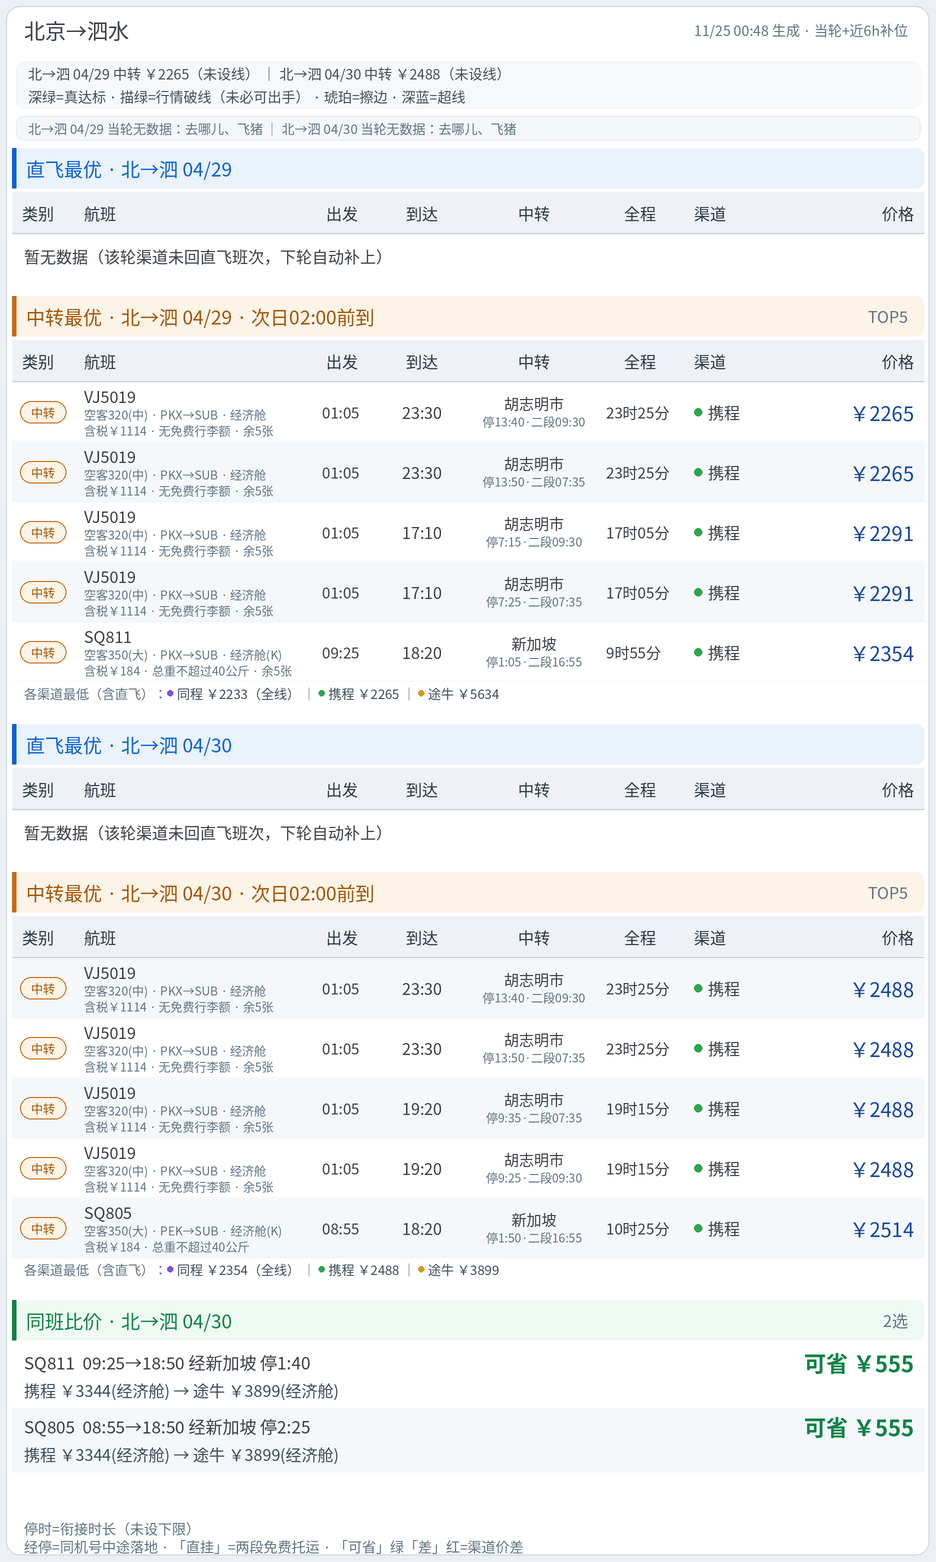 北京→泗水
11/25 00:48 生成 · 当轮+近6h补位
北→泗 04/29 中转 ￥2265（未设线） ｜ 北→泗 04/30 中转 ￥2488（未设线）
深绿=真达标 · 描绿=行情破线（未必可出手） · 琥珀=擦边 · 深蓝=超线
北→泗 04/29 当轮无数据：去哪儿、飞猪 ｜ 北→泗 04/30 当轮无数据：去哪儿、飞猪
直飞最优 · 北→泗 04/29
类别 航班 出发 到达 中转 全程 渠道 价格
暂无数据（该轮渠道未回直飞班次，下轮自动补上）
中转最优 · 北→泗 04/29 · 次日02:00前到 TOP5
类别 航班 出发 到达 中转 全程 渠道 价格
VJ5019
中转 空客320(中) · PKX→SUB · 经济舱 01:05 23:30 胡志明市 23时25分 携程 ￥2265
含税￥1114 · 无免费行李额 · 余5张 停13:40·二段09:30
VJ5019
中转 空客320(中) · PKX→SUB · 经济舱 01:05 23:30 胡志明市 23时25分 携程 ￥2265
含税￥1114 · 无免费行李额 · 余5张 停13:50·二段07:35
VJ5019
中转 空客320(中) · PKX→SUB · 经济舱 01:05 17:10 胡志明市 17时05分 携程 ￥2291
含税￥1114 · 无免费行李额 · 余5张 停7:15·二段09:30
VJ5019
中转 空客320(中) · PKX→SUB · 经济舱 01:05 17:10 胡志明市 17时05分 携程 ￥2291
含税￥1114 · 无免费行李额 · 余5张 停7:25·二段07:35
SQ811
中转 空客350(大) · PKX→SUB · 经济舱(K) 09:25 18:20 新加坡 9时55分 携程 ￥2354
含税￥184 · 总重不超过40公斤 · 余5张 停1:05·二段16:55
各渠道最低（含直飞）：同程 ￥2233（全线） ｜ 携程 ￥2265 ｜ 途牛 ￥5634
直飞最优 · 北→泗 04/30
类别 航班 出发 到达 中转 全程 渠道 价格
暂无数据（该轮渠道未回直飞班次，下轮自动补上）
中转最优 · 北→泗 04/30 · 次日02:00前到 TOP5
类别 航班 出发 到达 中转 全程 渠道 价格
VJ5019
中转 空客320(中) · PKX→SUB · 经济舱 01:05 23:30 胡志明市 23时25分 携程 ￥2488
含税￥1114 · 无免费行李额 · 余5张 停13:40·二段09:30
VJ5019
中转 空客320(中) · PKX→SUB · 经济舱 01:05 23:30 胡志明市 23时25分 携程 ￥2488
含税￥1114 · 无免费行李额 · 余5张 停13:50·二段07:35
VJ5019
中转 空客320(中) · PKX→SUB · 经济舱 01:05 19:20 胡志明市 19时15分 携程 ￥2488
含税￥1114 · 无免费行李额 · 余5张 停9:35·二段07:35
VJ5019
中转 空客320(中) · PKX→SUB · 经济舱 01:05 19:20 胡志明市 19时15分 携程 ￥2488
含税￥1114 · 无免费行李额 · 余5张 停9:25·二段09:30
SQ805
中转 空客350(大) · PEK→SUB · 经济舱(K) 08:55 18:20 新加坡 10时25分 携程 ￥2514
含税￥184 · 总重不超过40公斤 停1:50·二段16:55
各渠道最低（含直飞）：同程 ￥2354（全线） ｜ 携程 ￥2488 ｜ 途牛 ￥3899
同班比价 · 北→泗 04/30 2选
SQ811 09:25→18:50 经新加坡 停1:40 可省 ￥555
携程 ￥3344(经济舱) → 途牛 ￥3899(经济舱)
SQ805 08:55→18:50 经新加坡 停2:25 可省 ￥555
携程 ￥3344(经济舱) → 途牛 ￥3899(经济舱)
停时=衔接时长（未设下限）
经停=同机号中途落地 · 「直挂」=两段免费托运 · 「可省」绿「差」红=渠道价差